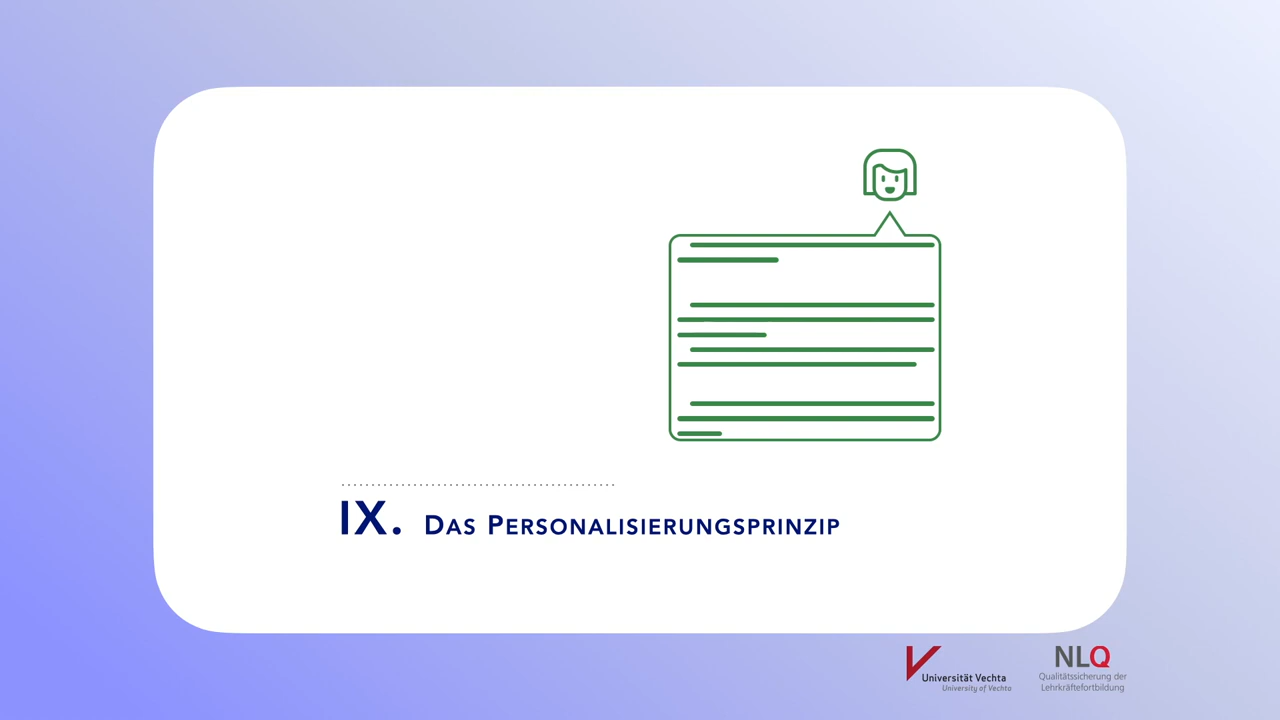 IX. Das Personalisierungsprinzip
Universität Vechta
University of Vechta
NLQ
Qualitätssicherung der
Lehrkräftefortbildung